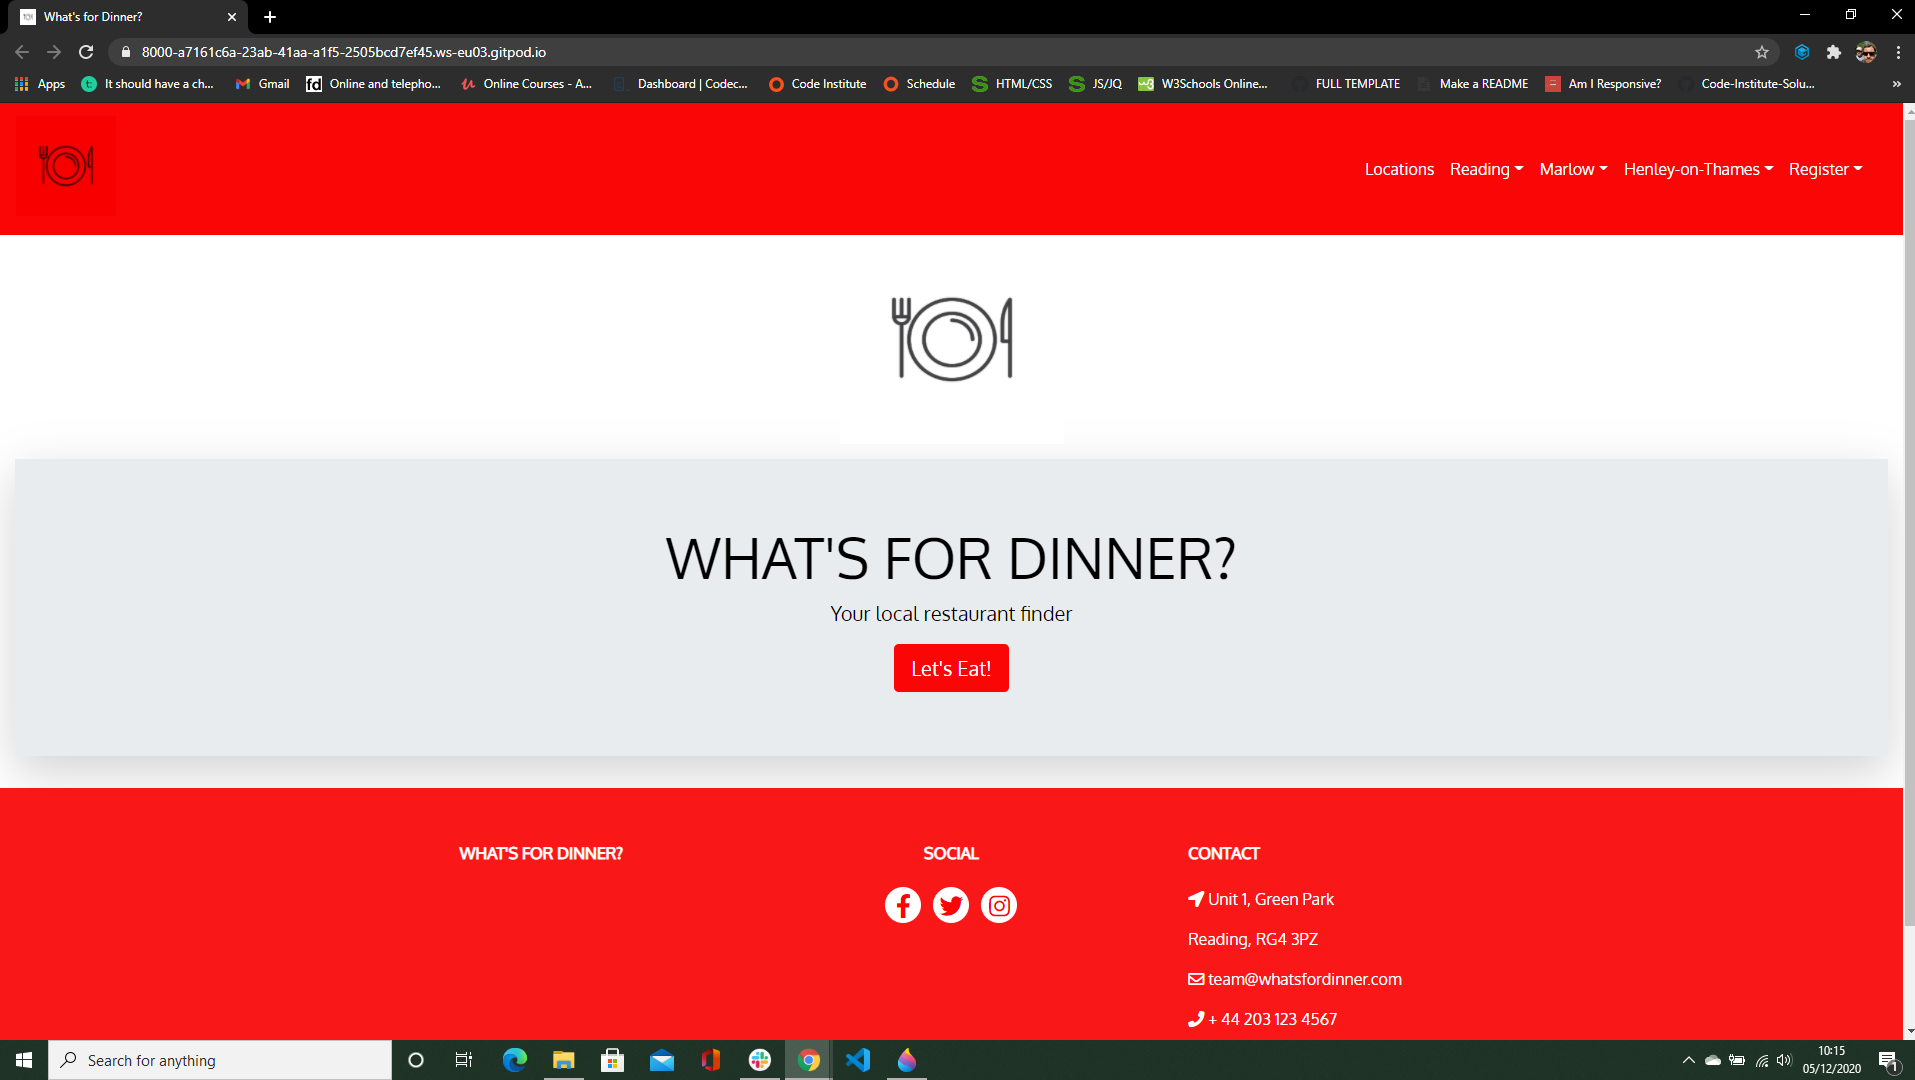 What's for Dinner?
8000-a7161c6a-23ab-41aa-a1f5-2505bcd7ef45.ws-eu03.gitpod.io
Apps It should have a ch... Gmail fd Online and telepho... Online Courses - A... Dashboard | Codec... Code Institute Schedule HTML/CSS JS/JQ W3Schools Online... FULL TEMPLATE Make a README Am I Responsive? Code-Institute-Solu... »
Locations Reading Marlow Henley-on-Thames Register
WHAT'S FOR DINNER?
Your local restaurant finder
Let's Eat!
WHAT'S FOR DINNER?
SOCIAL
CONTACT
Unit 1, Green Park
Reading, RG4 3PZ
team@whatsfordinner.com
+ 44 203 123 4567
Search for anything
10:15
05/12/2020
1